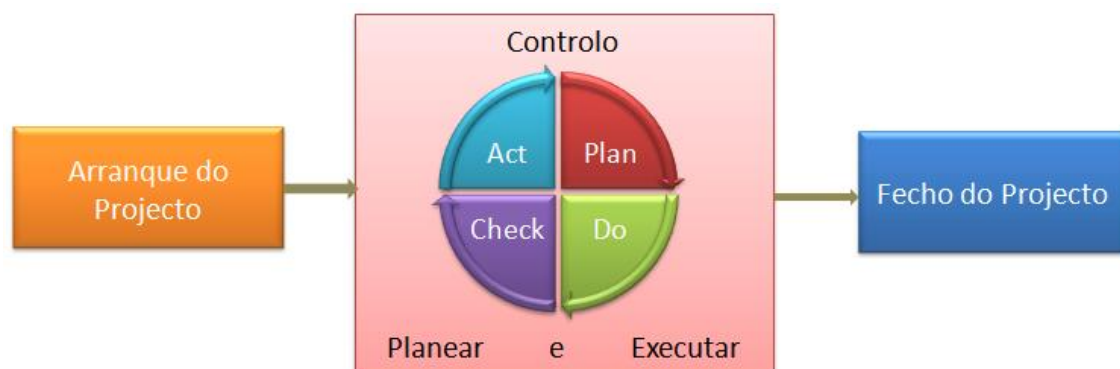 Controlo
Arranque do
Projecto
Act
Plan
Check
Do
Fecho do Projecto
Planear e Executar